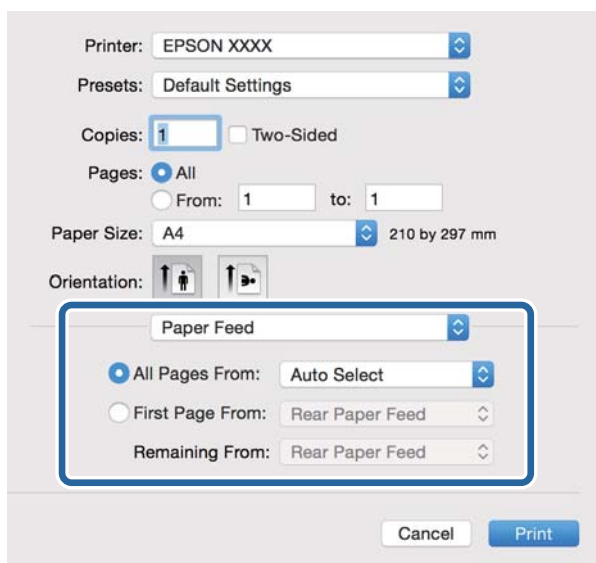 Printer: EPSON XXXX
Presets: Default Settings
Copies: 1 Two-Sided
Pages: All
From: 1 to: 1
Paper Size: A4 210 by 297 mm
Orientation:
Paper Feed
All Pages From: Auto Select
First Page From: Rear Paper Feed
Remaining From: Rear Paper Feed
Cancel Print